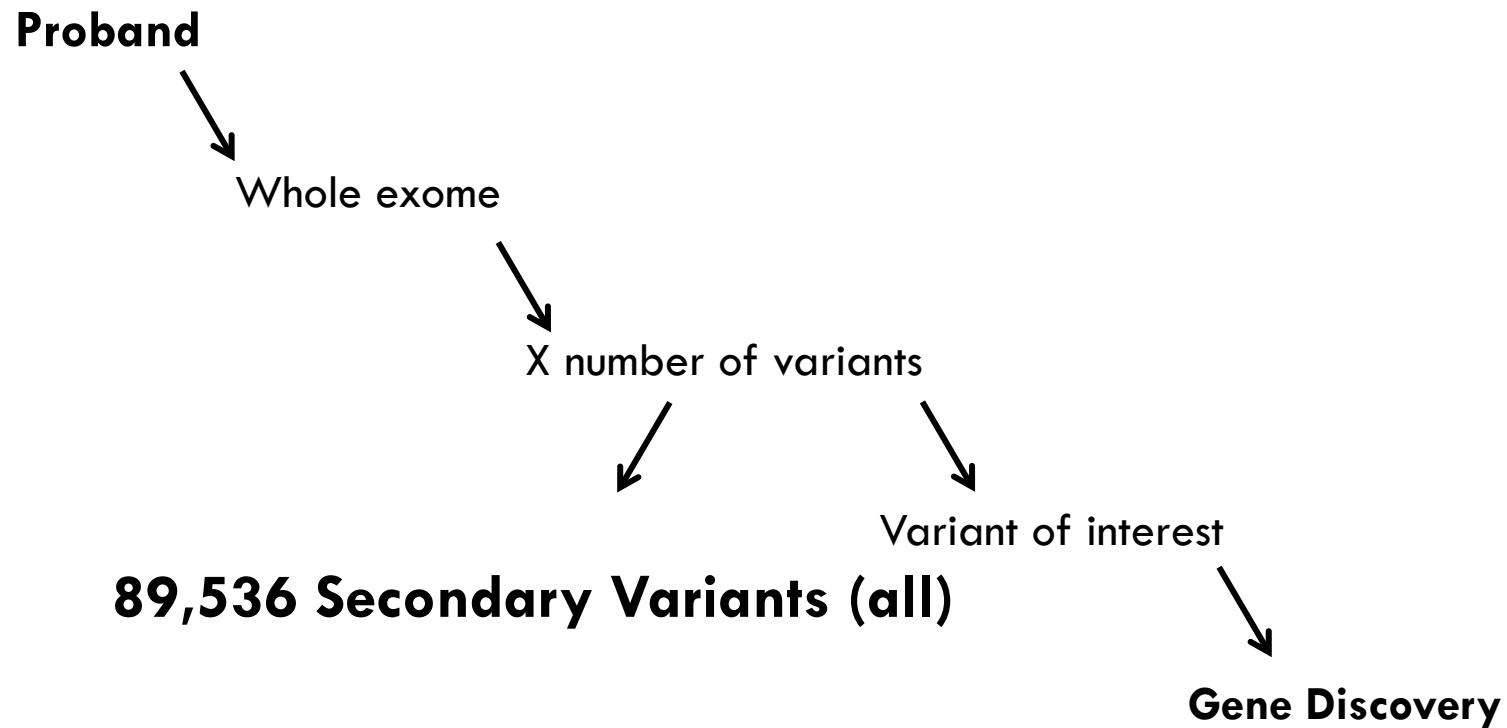 Proband
Whole exome
X number of variants
Variant of interest
89,536 Secondary Variants (all)
Gene Discovery